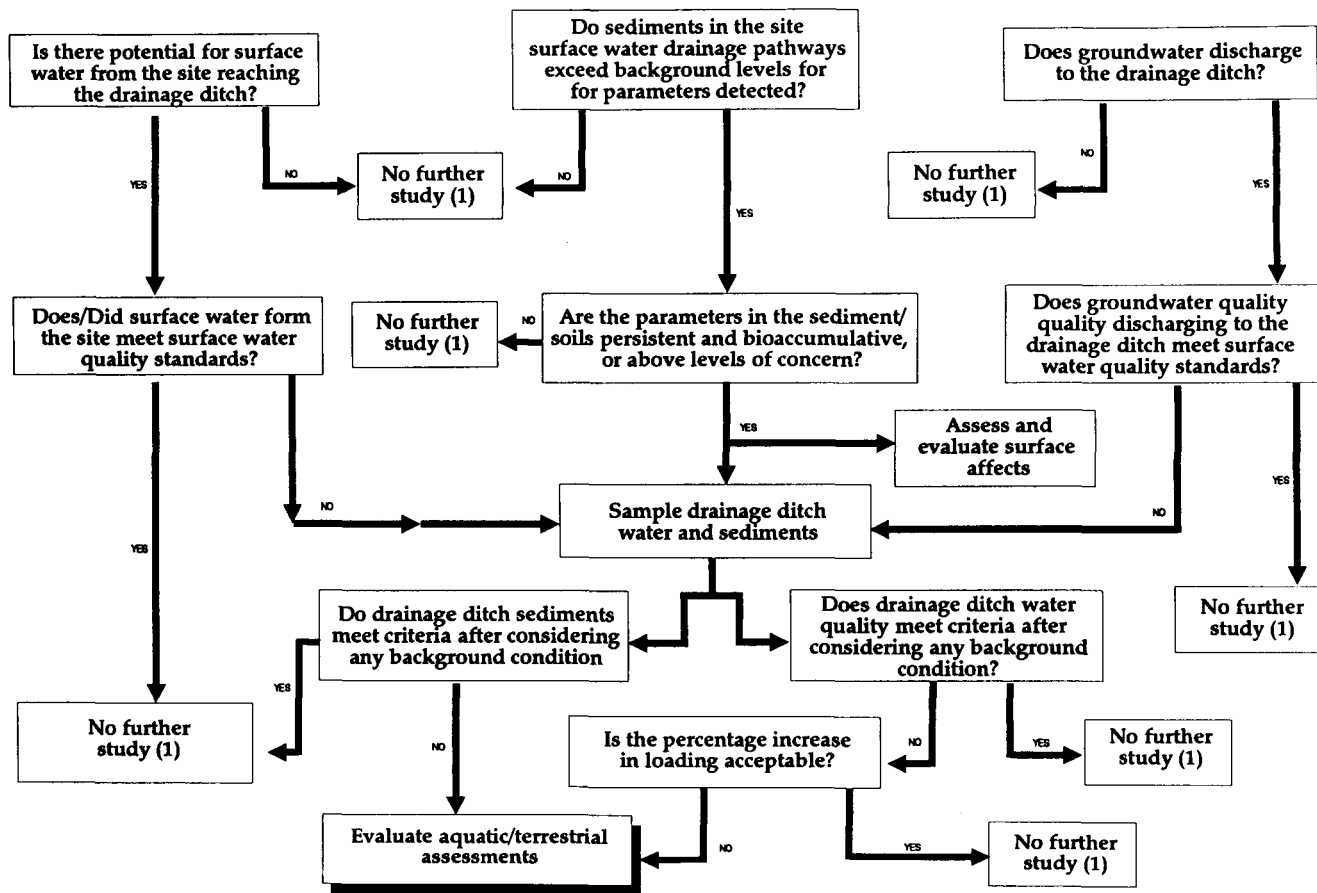 Is there potential for surface
water from the site reaching
the drainage ditch?
Do sediments in the site
surface water drainage pathways
exceed background levels for
for parameters detected?
Does groundwater discharge
to the drainage ditch?
YES
NO
No further
study (1)
NO
YES
NO
No further
study (1)
YES
Does/Did surface water form
the site meet surface water
quality standards?
No further
study (1)
NO
Are the parameters in the sediment/
soils persistent and bioaccumulative,
or above levels of concern?
Does groundwater quality
quality discharging to the
drainage ditch meet surface
water quality standards?
YES
Assess and
evaluate surface
affects
YES
NO
Sample drainage ditch
water and sediments
NO
YES
No further
study (1)
Do drainage ditch sediments
meet criteria after considering
any background condition
Does drainage ditch water
quality meet criteria after
considering any background
condition?
YES
No further
study (1)
NO
Is the percentage increase
in loading acceptable?
NO
YES
No further
study (1)
Evaluate aquatic/terrestrial
assessments
NO
YES
No further
study (1)